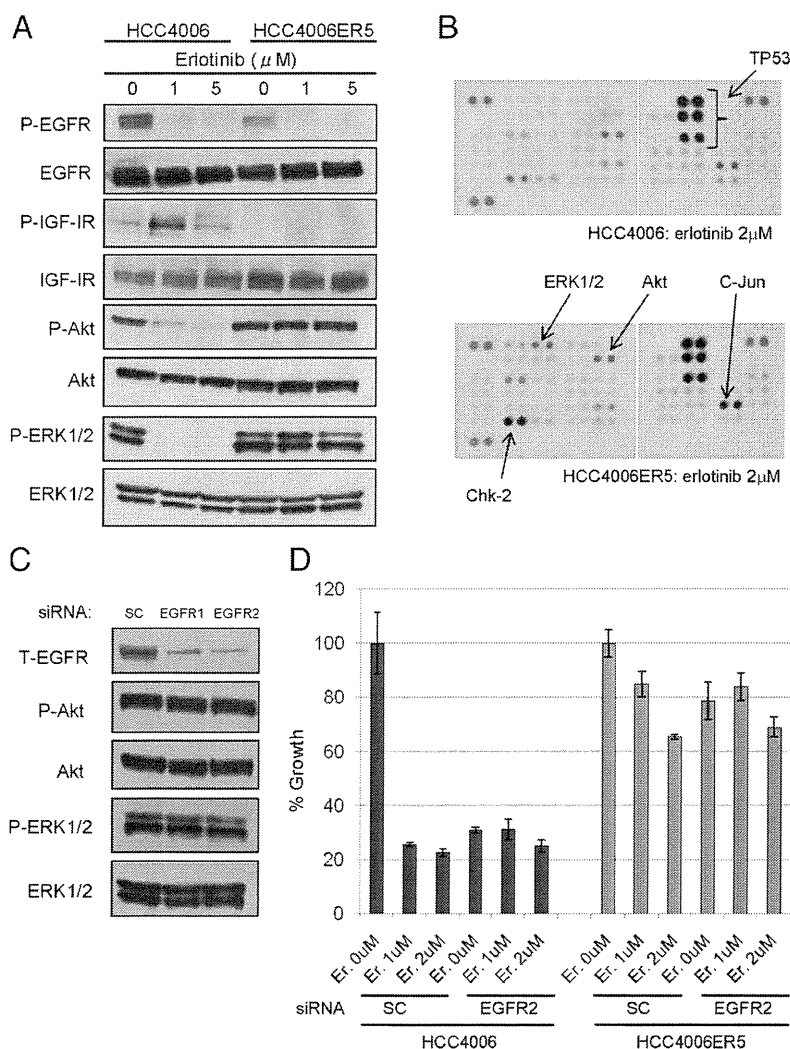 A
HCC4006 HCC4006ER5
Erlotinib (μM)
0 1 5 0 1 5
P-EGFR
EGFR
P-IGF-IR
IGF-IR
P-Akt
Akt
P-ERK1/2
ERK1/2
B
TP53
HCC4006: erlotinib 2μM
ERK1/2 Akt C-Jun
Chk-2
HCC4006ER5: erlotinib 2μM
C
siRNA: SC EGFR1 EGFR2
T-EGFR
P-Akt
Akt
P-ERK1/2
ERK1/2
D
% Growth
120
100
80
60
40
20
0
Er. 0uM Er. 1uM Er. 2uM Er. 0uM Er. 1uM Er. 2uM Er. 0uM Er. 1uM Er. 2uM Er. 0uM Er. 1uM Er. 2uM
siRNA SC EGFR2 SC EGFR2
HCC4006 HCC4006ER5